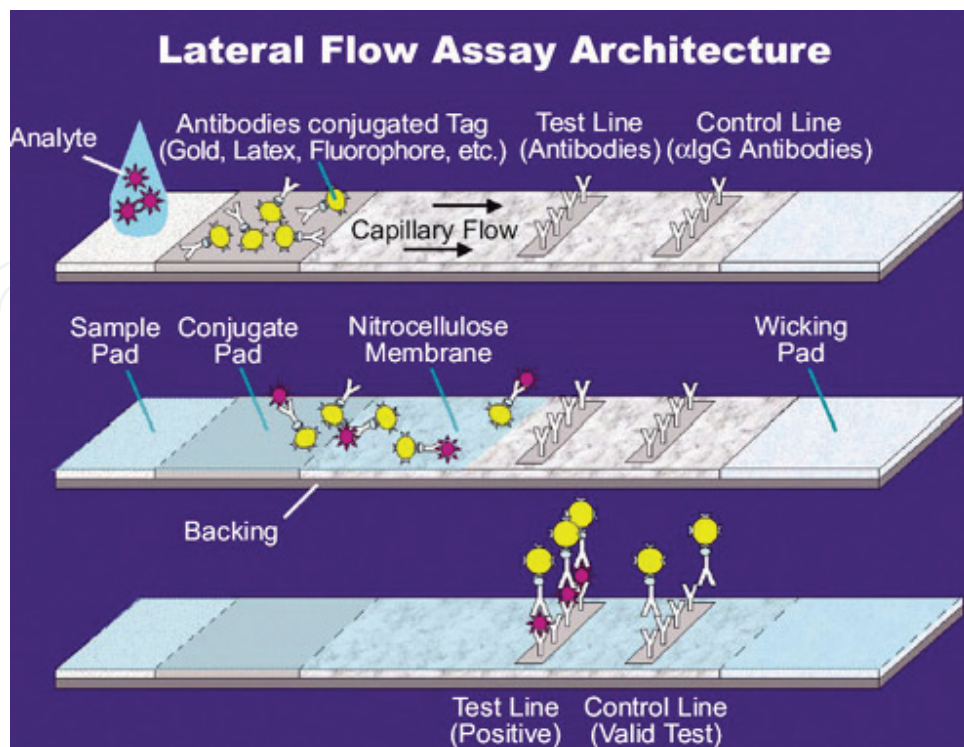 Lateral Flow Assay Architecture
Analyte
Antibodies conjugated Tag
(Gold, Latex, Fluorophore, etc.)
Test Line
(Antibodies)
Control Line
(αIgG Antibodies)
Capillary Flow
Sample
Pad
Conjugate
Pad
Nitrocellulose
Membrane
Wicking
Pad
Backing
Test Line
(Positive)
Control Line
(Valid Test)